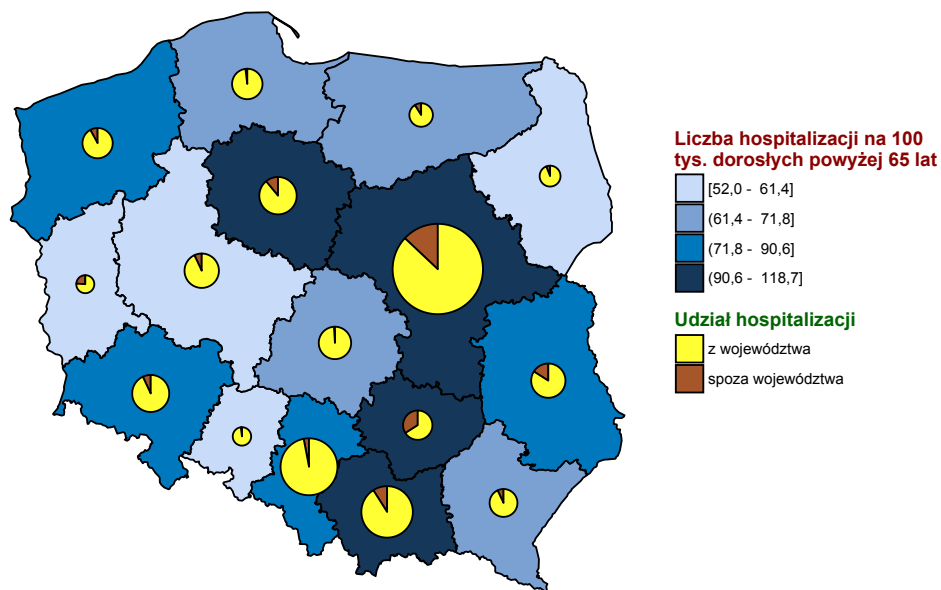 Liczba hospitalizacji na 100
tys. dorosłych powyżej 65 lat
[52,0 - 61,4]
(61,4 - 71,8]
(71,8 - 90,6]
(90,6 - 118,7]
Udział hospitalizacji
z województwa
spoza województwa